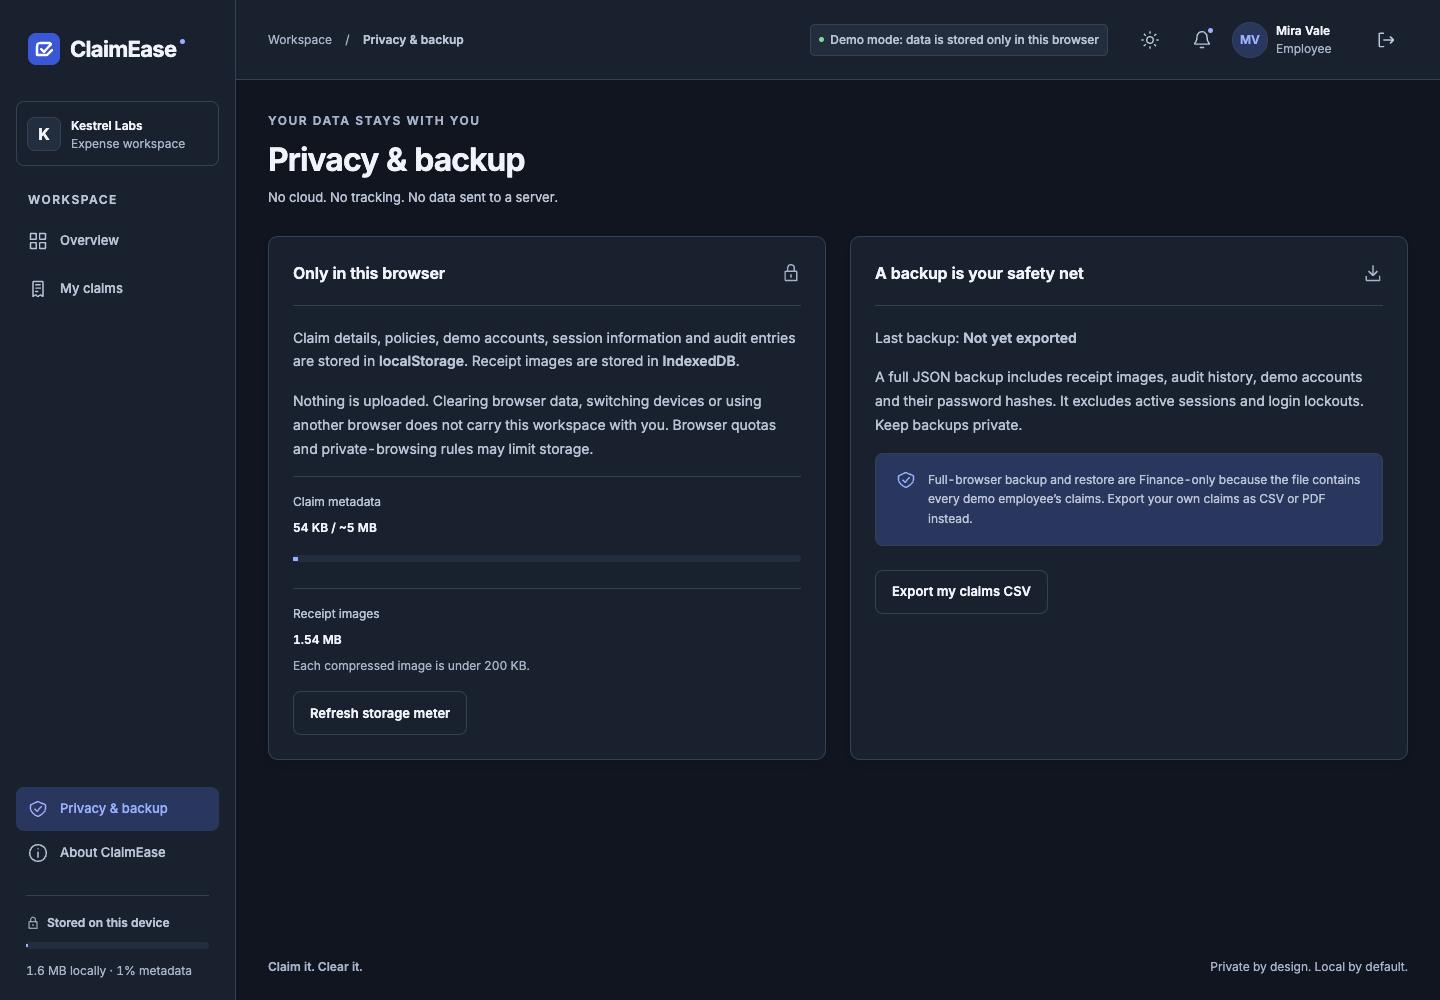 ClaimEase
K
Kestrel Labs
Expense workspace
WORKSPACE
Overview
My claims
Privacy & backup
About ClaimEase
Stored on this device
1.6 MB locally · 1% metadata
Workspace / Privacy & backup
Demo mode: data is stored only in this browser
MV
Mira Vale
Employee
YOUR DATA STAYS WITH YOU
Privacy & backup
No cloud. No tracking. No data sent to a server.
Only in this browser
Claim details, policies, demo accounts, session information and audit entries
are stored in localStorage. Receipt images are stored in IndexedDB.
Nothing is uploaded. Clearing browser data, switching devices or using
another browser does not carry this workspace with you. Browser quotas
and private-browsing rules may limit storage.
Claim metadata
54 KB / ~5 MB
Receipt images
1.54 MB
Each compressed image is under 200 KB.
Refresh storage meter
A backup is your safety net
Last backup: Not yet exported
A full JSON backup includes receipt images, audit history, demo accounts
and their password hashes. It excludes active sessions and login lockouts.
Keep backups private.
Full-browser backup and restore are Finance-only because the file contains
every demo employee's claims. Export your own claims as CSV or PDF
instead.
Export my claims CSV
Claim it. Clear it.
Private by design. Local by default.